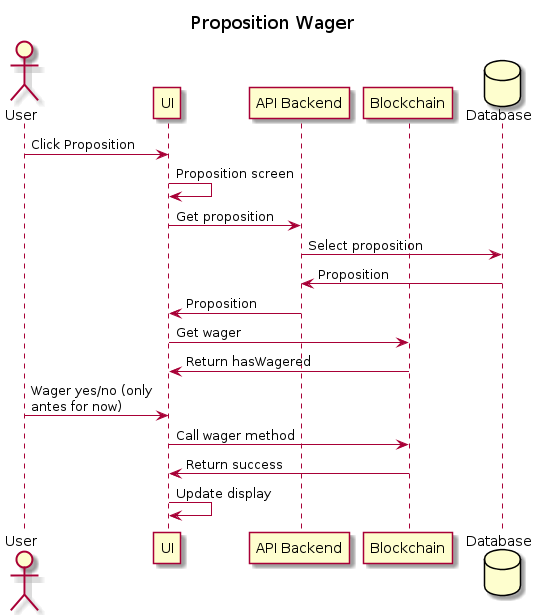 Proposition Wager
User
UI
API Backend
Blockchain
Database
Click Proposition
Proposition screen
Get proposition
Select proposition
Proposition
Proposition
Get wager
Return hasWagered
Wager yes/no (only
antes for now)
Call wager method
Return success
Update display
User
UI
API Backend
Blockchain
Database